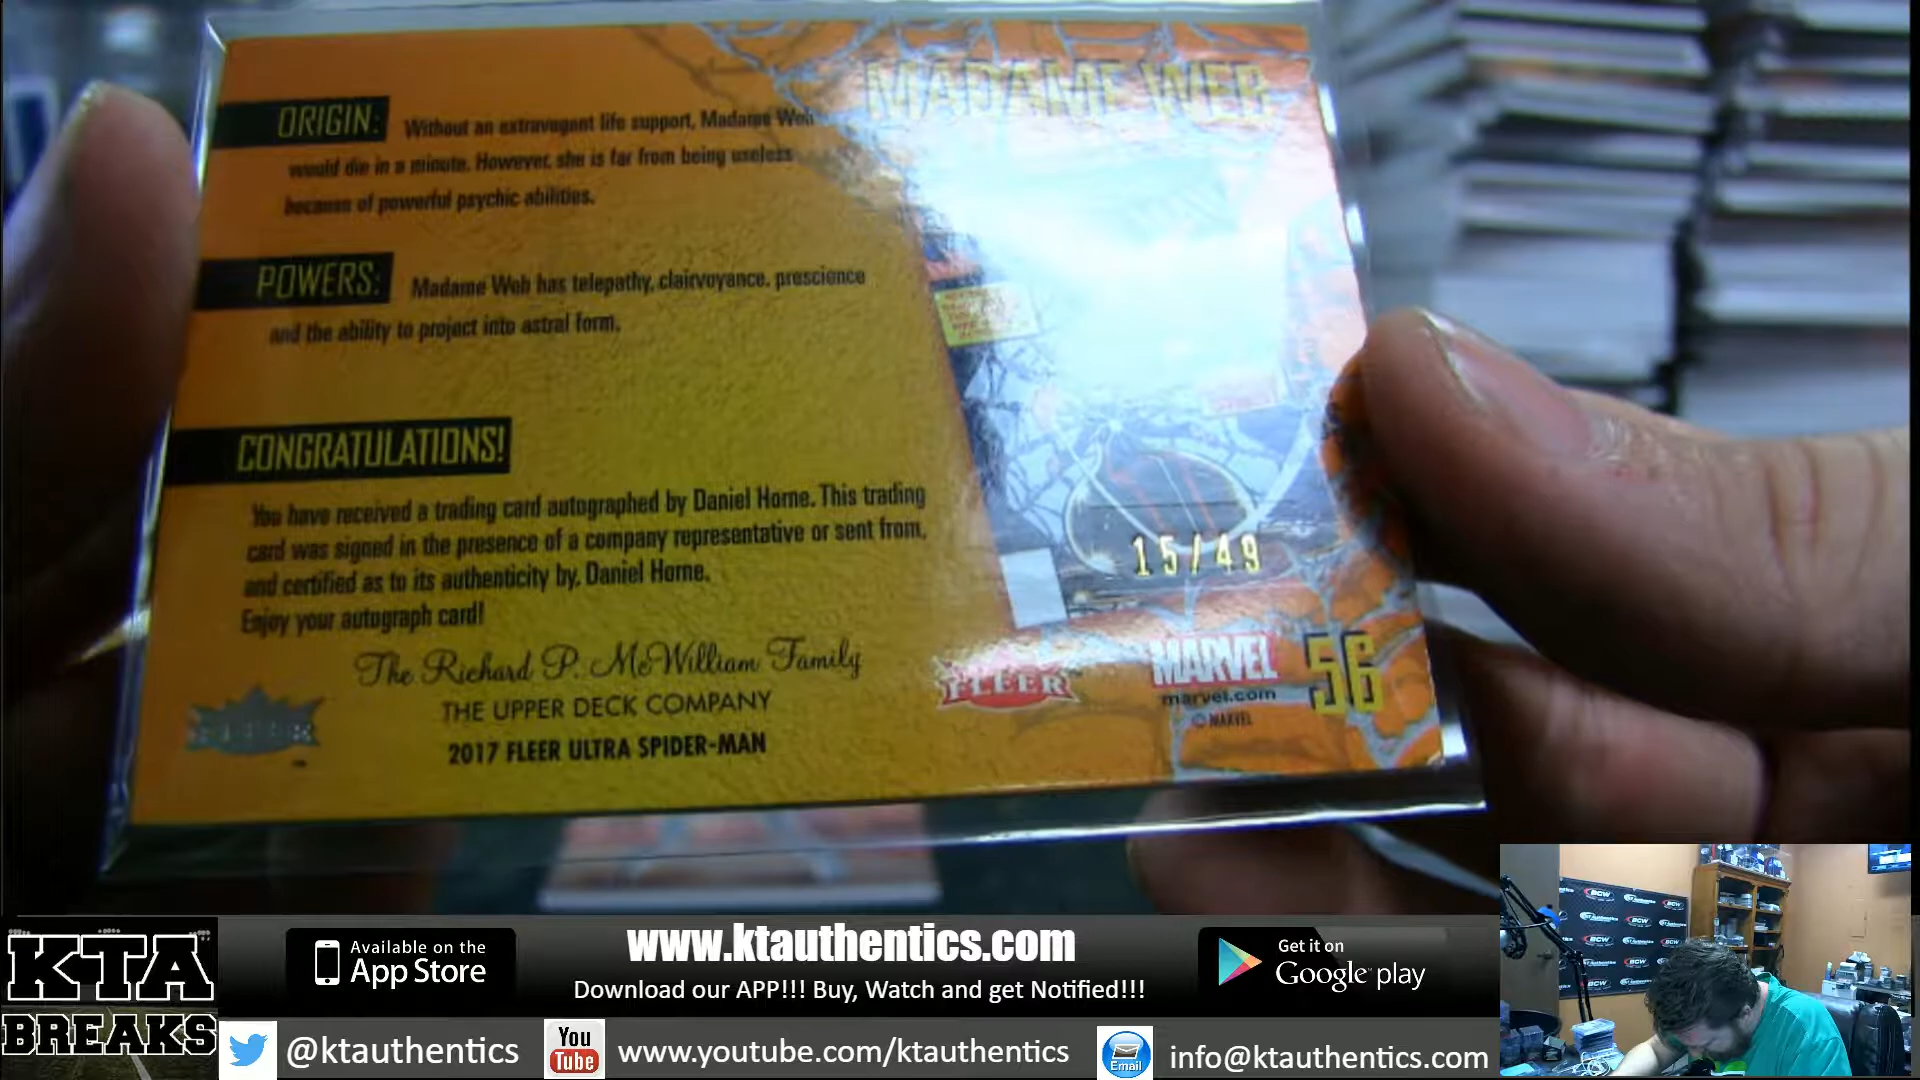 MADAME WEB
ORIGIN: Without an extravagant life support, Madame Web
would die in a minute. However, she is far from being useless
because of powerful psychic abilities.
POWERS: Madame Web has telepathy, clairvoyance, prescience
and the ability to project into astral form.
CONGRATULATIONS!
You have received a trading card autographed by Daniel Horne. This trading
card was signed in the presence of a company representative or sent from,
and certified as to its authenticity by, Daniel Horne.
Enjoy your autograph card!
The Richard P. McWilliam Family
THE UPPER DECK COMPANY
2017 FLEER ULTRA SPIDER-MAN
15/49
FLEER
MARVEL
marvel.com
© MARVEL
56
KTA
BREAKS
Available on the
App Store
www.ktauthentics.com
Download our APP!!! Buy, Watch and get Notified!!!
Get it on
Google play
@ktauthentics
You
Tube
www.youtube.com/ktauthentics
Email
info@ktauthentics.com
BCW